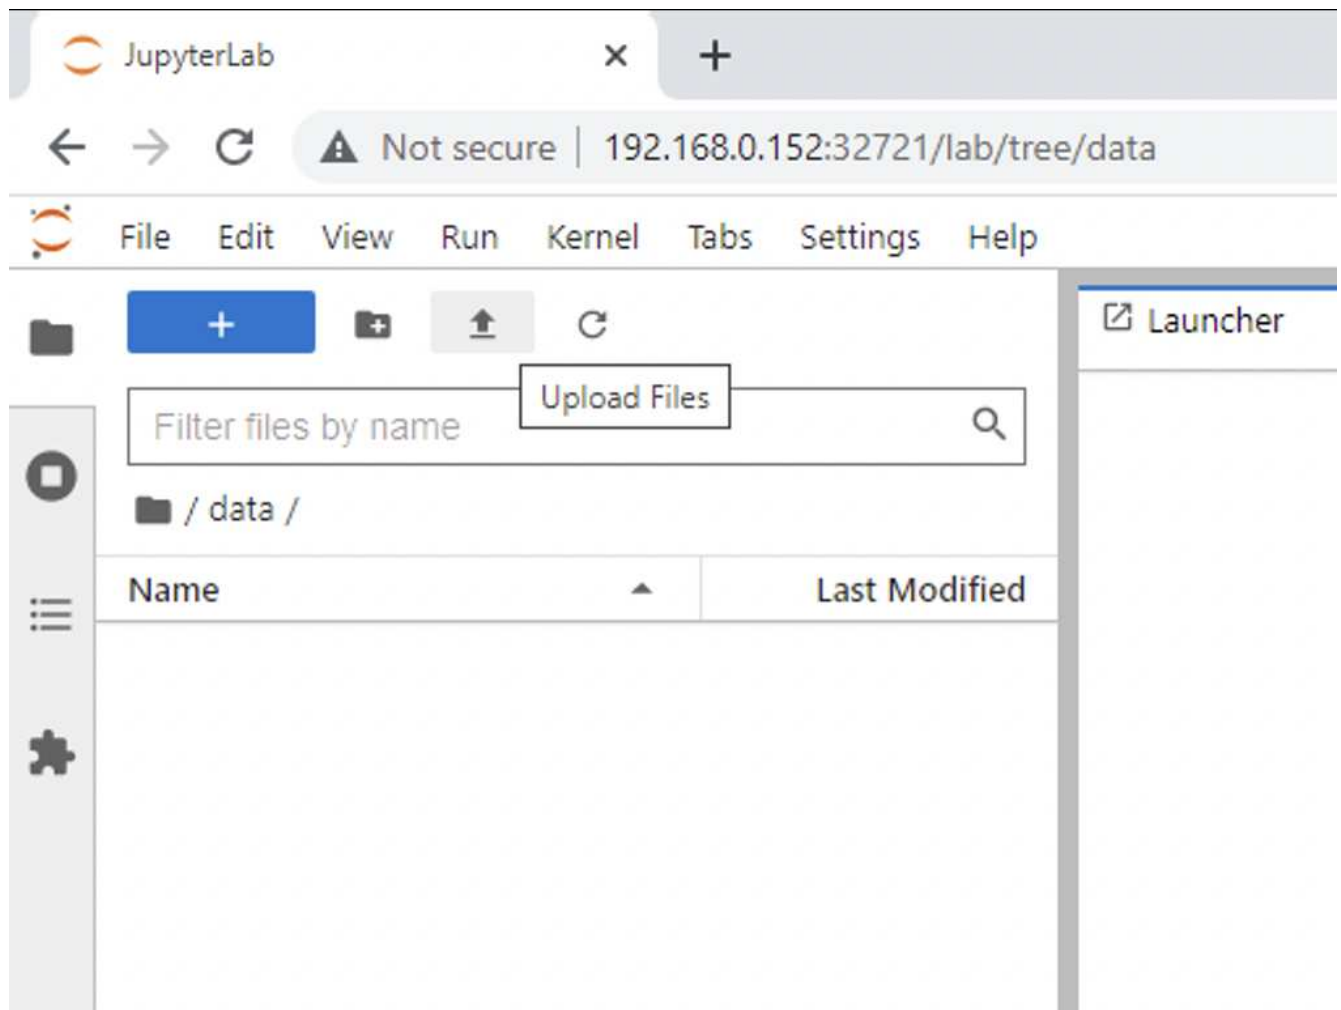 JupyterLab
Not secure 192.168.0.152:32721/lab/tree/data
File Edit View Run Kernel Tabs Settings Help
Launcher
Upload Files
Filter files by name
/ data /
Name Last Modified